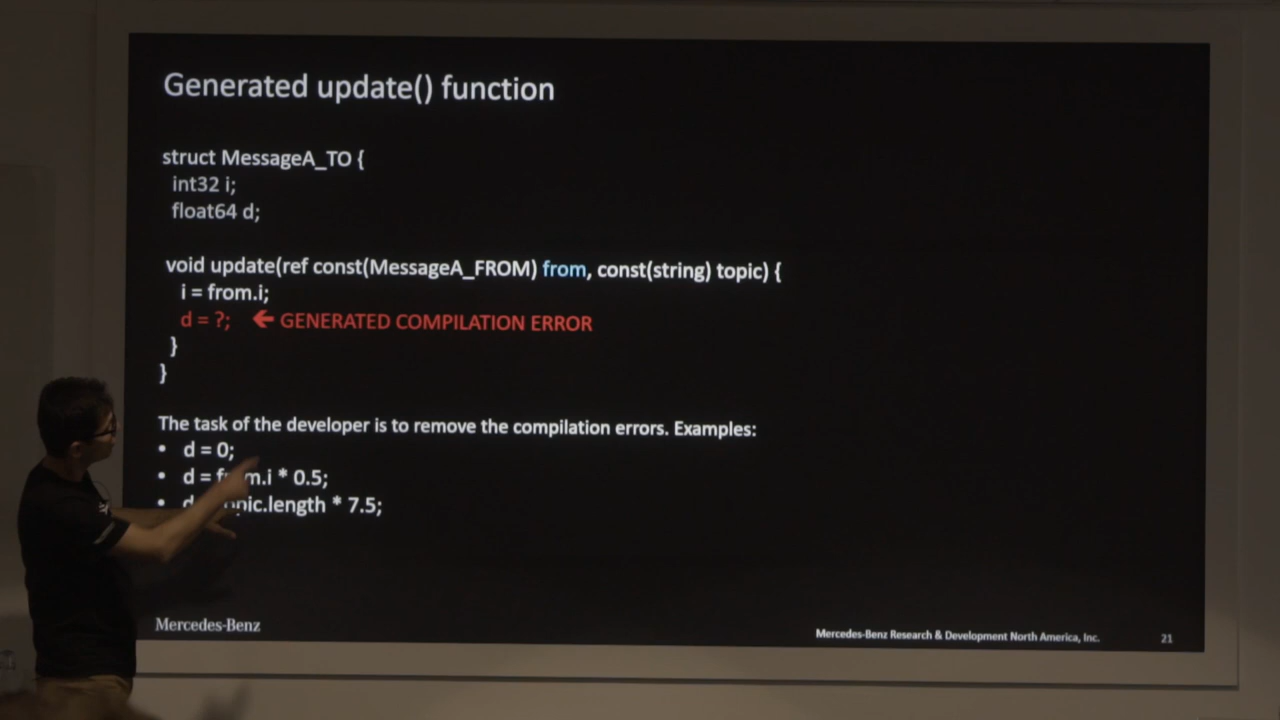 Generated update() function
struct MessageA_TO {
int32 i;
float64 d;
void update(ref const(MessageA_FROM) from, const(string) topic) {
i = from.i;
d = ?; ← GENERATED COMPILATION ERROR
}
}
The task of the developer is to remove the compilation errors. Examples:
• d = 0;
• d = from.i * 0.5;
• d .length * 7.5;
Mercedes-Benz
Mercedes-Benz Research & Development North America, Inc.
21